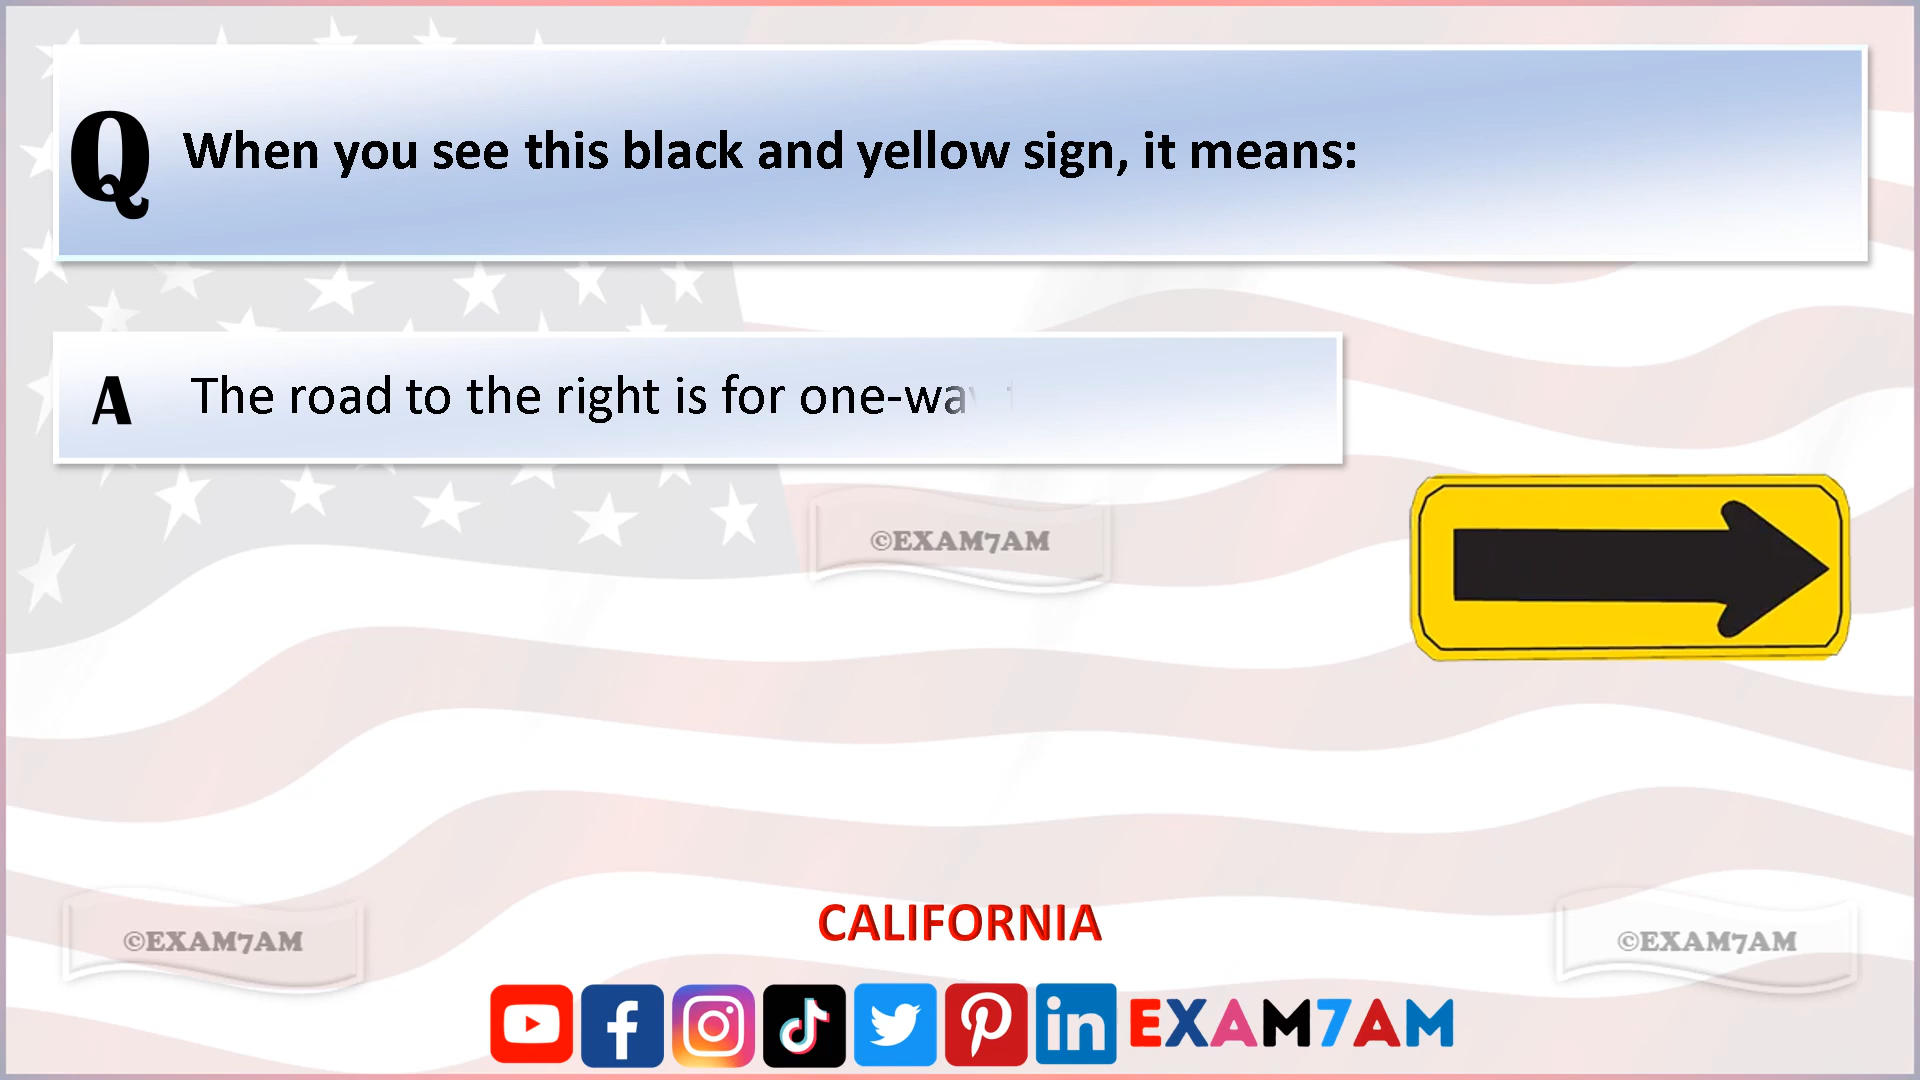 Q When you see this black and yellow sign, it means:
A The road to the right is for one-way
©EXAM7AM
CALIFORNIA
©EXAM7AM
©EXAM7AM
EXAM7AM